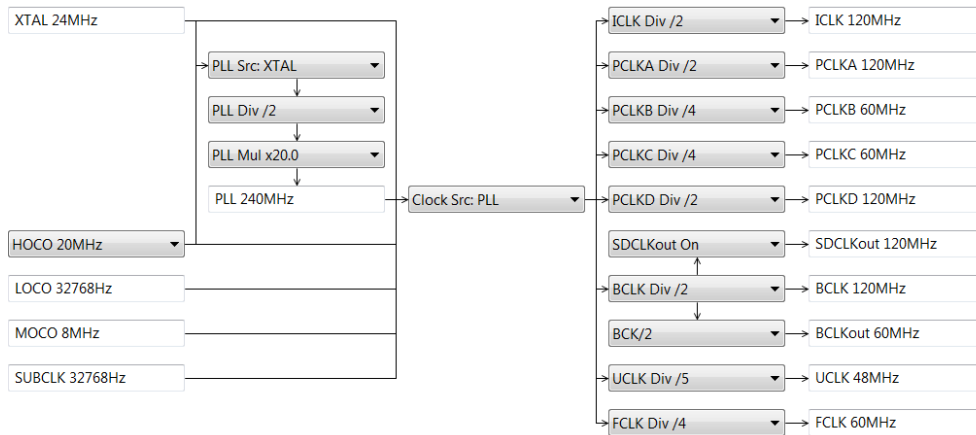 XTAL 24MHz
ICLK Div /2
ICLK 120MHz
PLL Src: XTAL
PCLKA Div /2
PCLKA 120MHz
PLL Div /2
PCLKB Div /4
PCLKB 60MHz
PLL Mul x20.0
PCLKC Div /4
PCLKC 60MHz
PLL 240MHz
Clock Src: PLL
PCLKD Div /2
PCLKD 120MHz
HOCO 20MHz
SDCLKout On
SDCLKout 120MHz
LOCO 32768Hz
BCLK Div /2
BCLK 120MHz
MOCO 8MHz
BCK/2
BCLKout 60MHz
SUBCLK 32768Hz
UCLK Div /5
UCLK 48MHz
FCLK Div /4
FCLK 60MHz